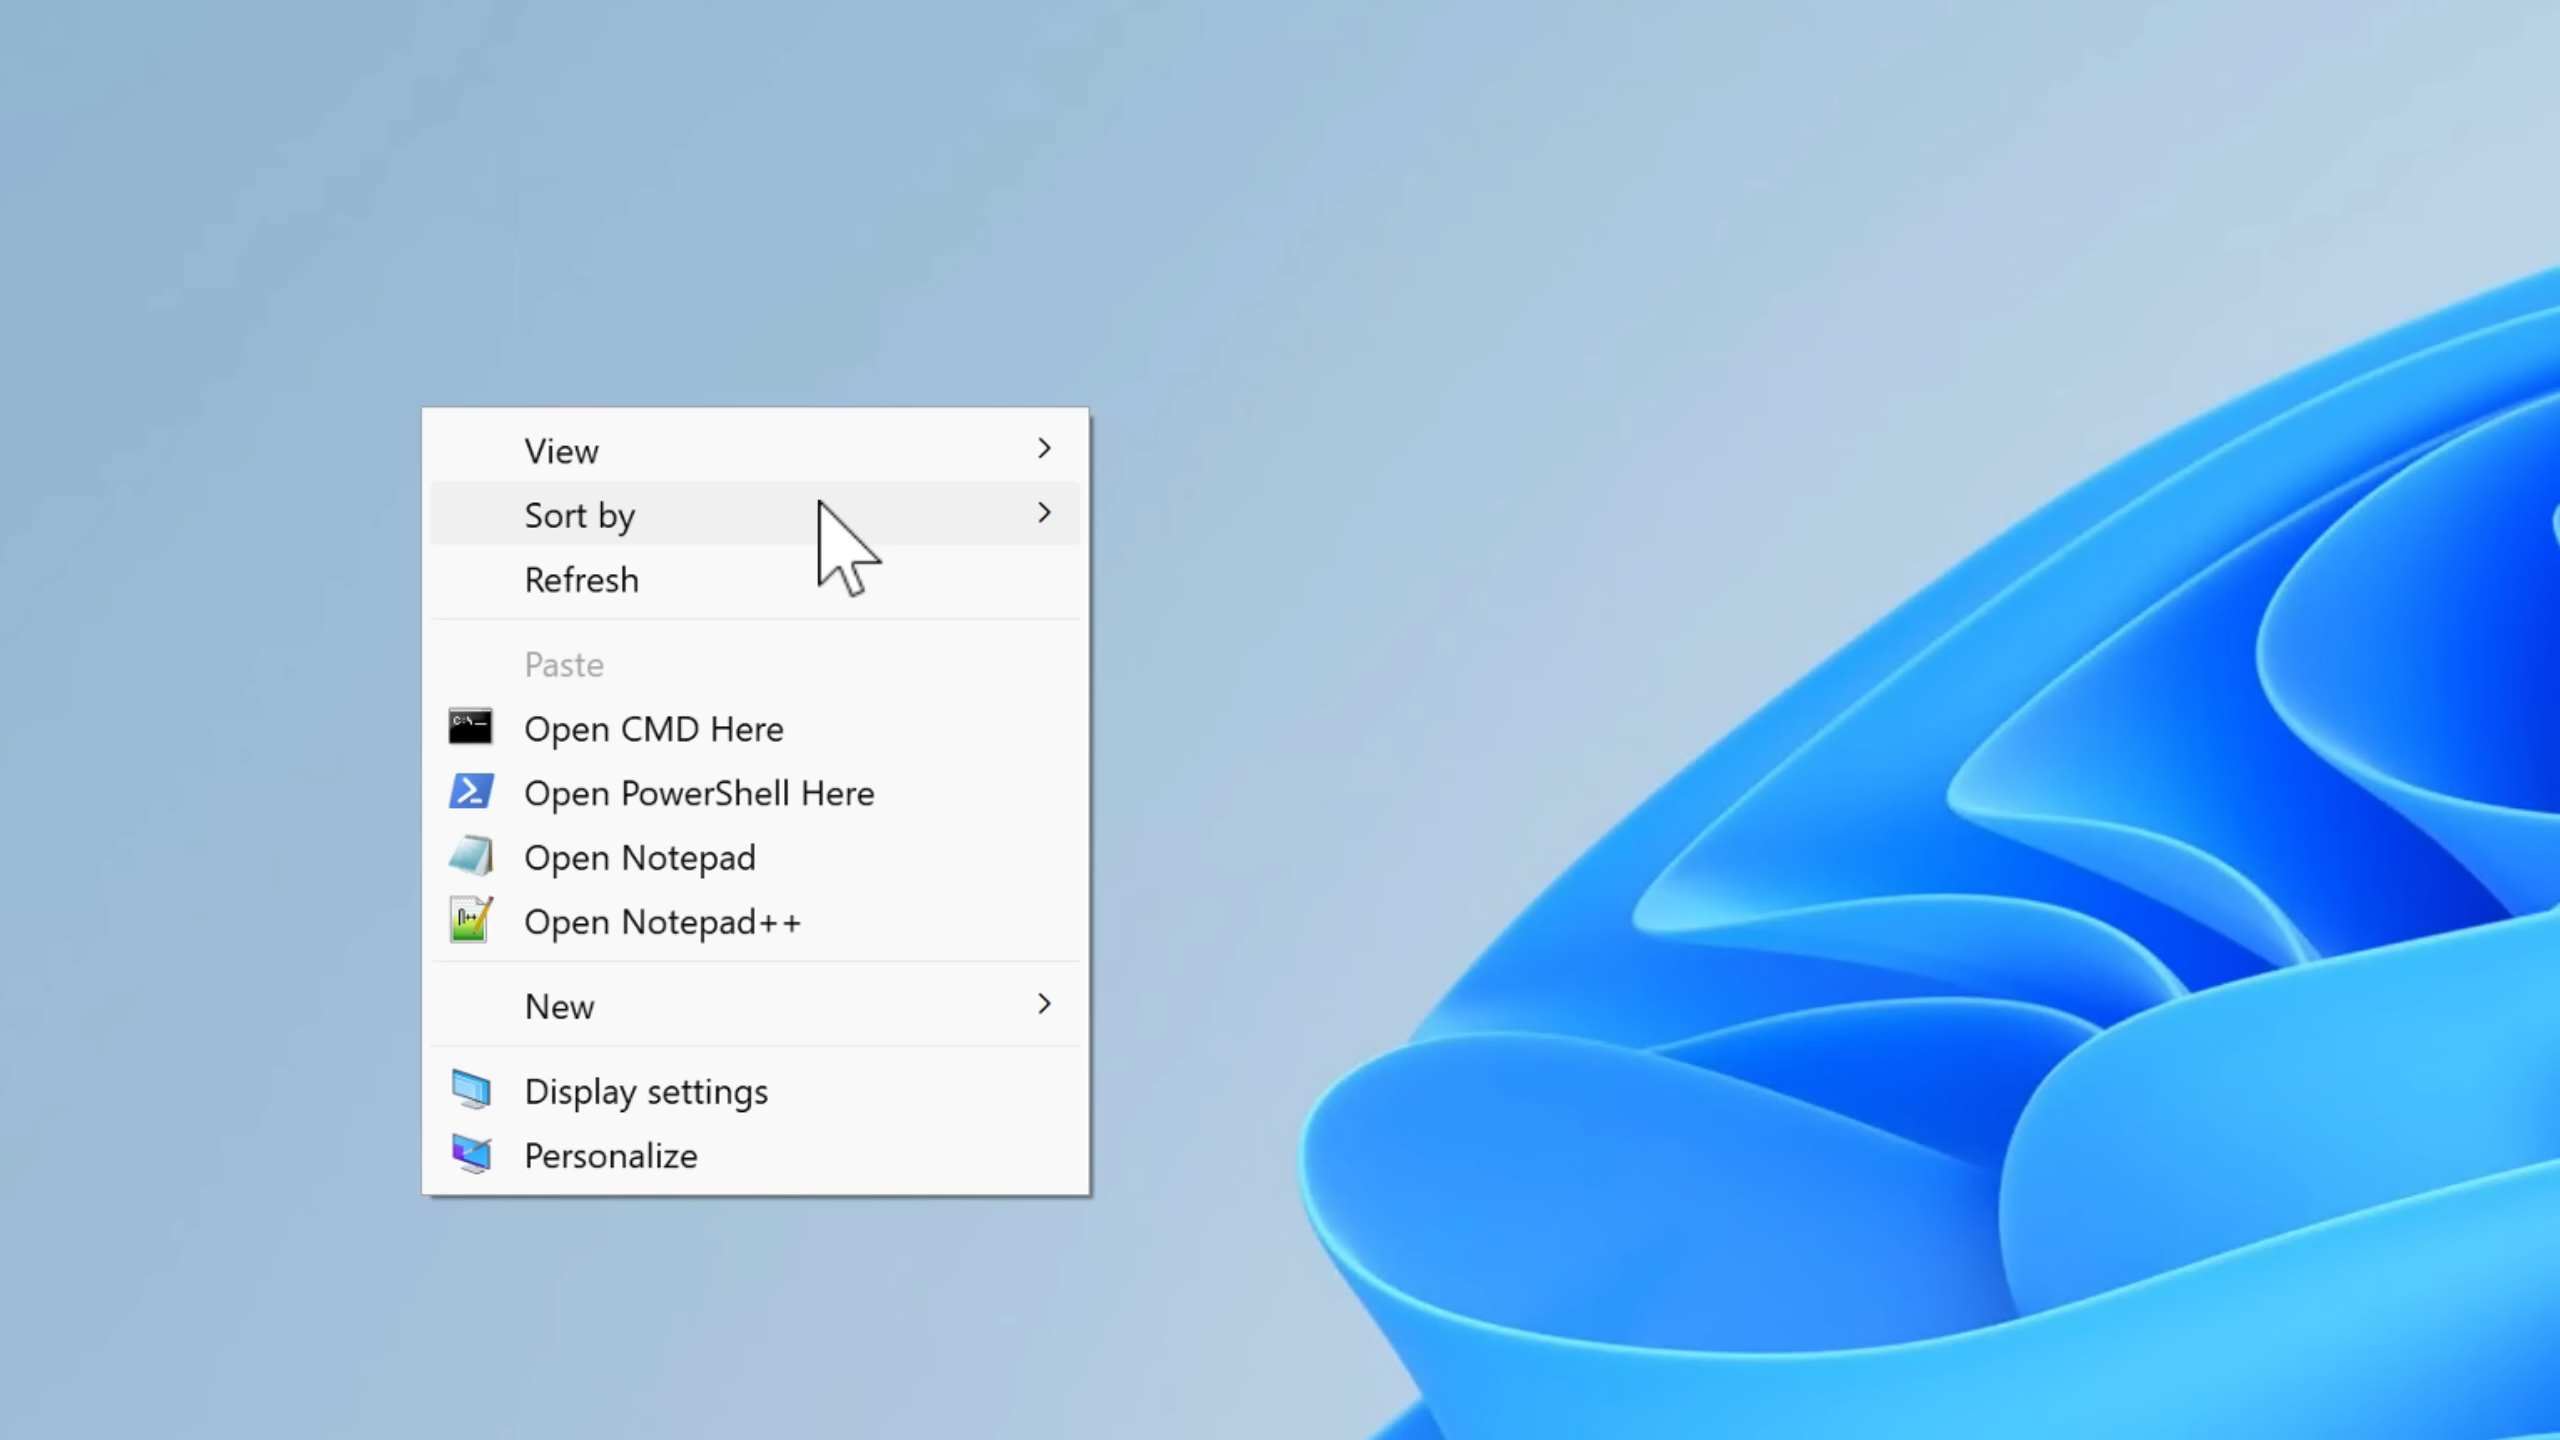 View
Sort by
Refresh
Paste
Open CMD Here
Open PowerShell Here
Open Notepad
Open Notepad++
New
Display settings
Personalize